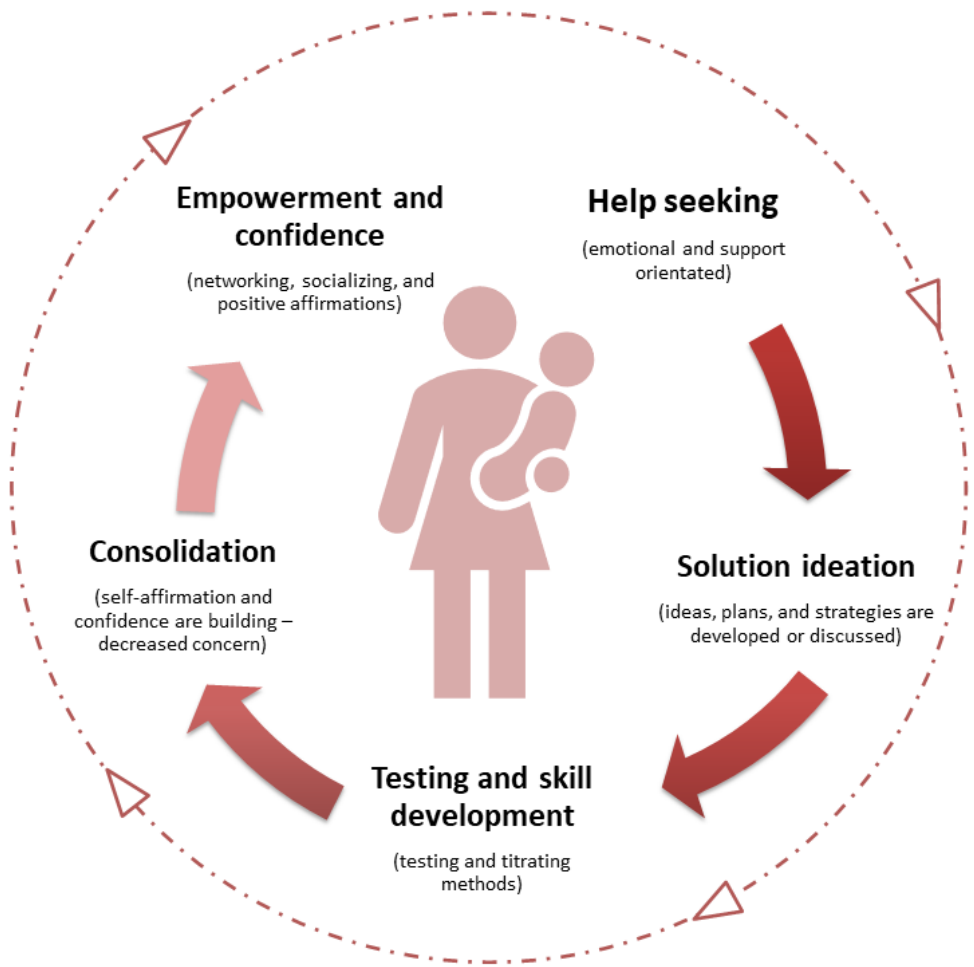 Help seeking
(emotional and support
orientated)
Solution ideation
(ideas, plans, and strategies are
developed or discussed)
Testing and skill
development
(testing and titrating
methods)
Consolidation
(self-affirmation and
confidence are building –
decreased concern)
Empowerment and
confidence
(networking, socializing, and
positive affirmations)